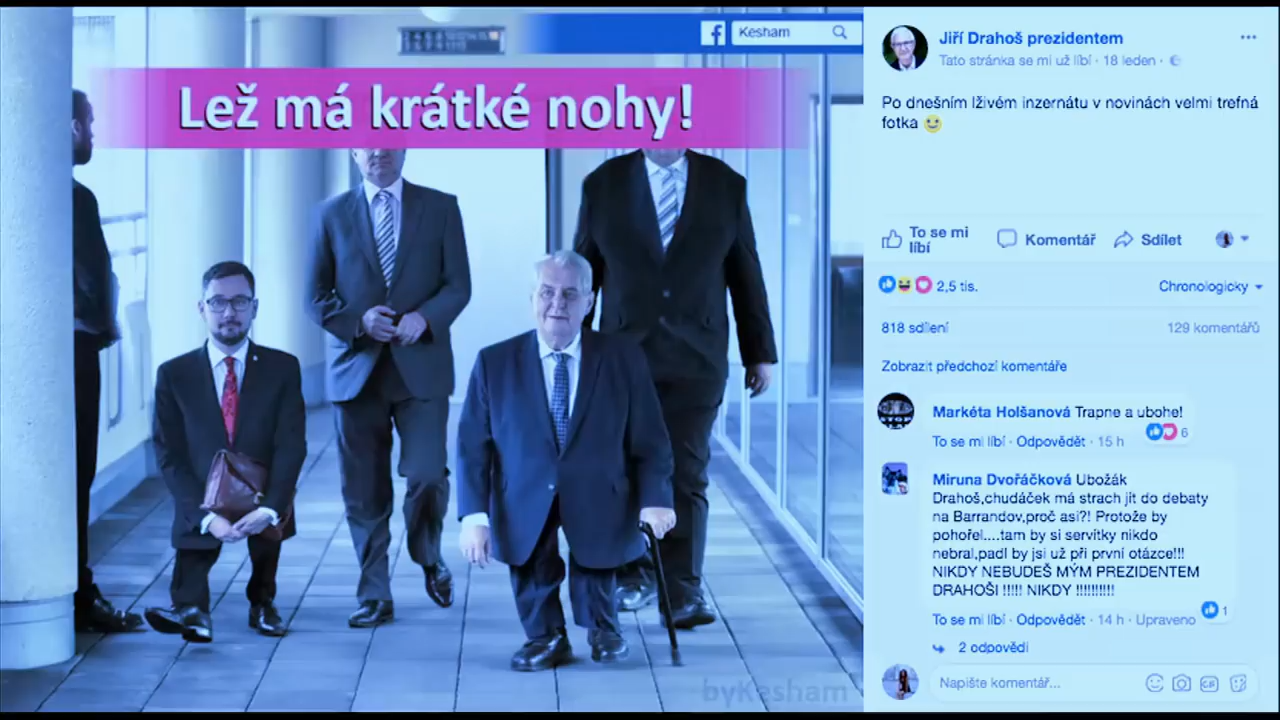 Kesham
Lež má krátké nohy!
byKesham
Jiří Drahoš prezidentem
Tato stránka se mi už líbí · 18 leden ·
Po dnešním lživém inzernátu v novinách velmi trefná
fotka
To se mi
líbí
Komentář
Sdílet
2,5 tis.
Chronologicky
818 sdílení
129 komentářů
Zobrazit předchozí komentáře
Markéta Holšanová Trapne a ubohe!
6
To se mi líbí · Odpovědět · 15 h
Miruna Dvořáčková Ubožák
Drahoš,chudáček má strach jít do debaty
na Barrandov,proč asi?! Protože by
pohořel....tam by si servítky nikdo
nebral,padl by jsi už při první otázce!!!
NIKDY NEBUDEŠ MÝM PREZIDENTEM
DRAHOŠI !!!!! NIKDY !!!!!!!!!!
1
To se mi líbí · Odpovědět · 14 h · Upraveno
2 odpovědi
Napište komentář...